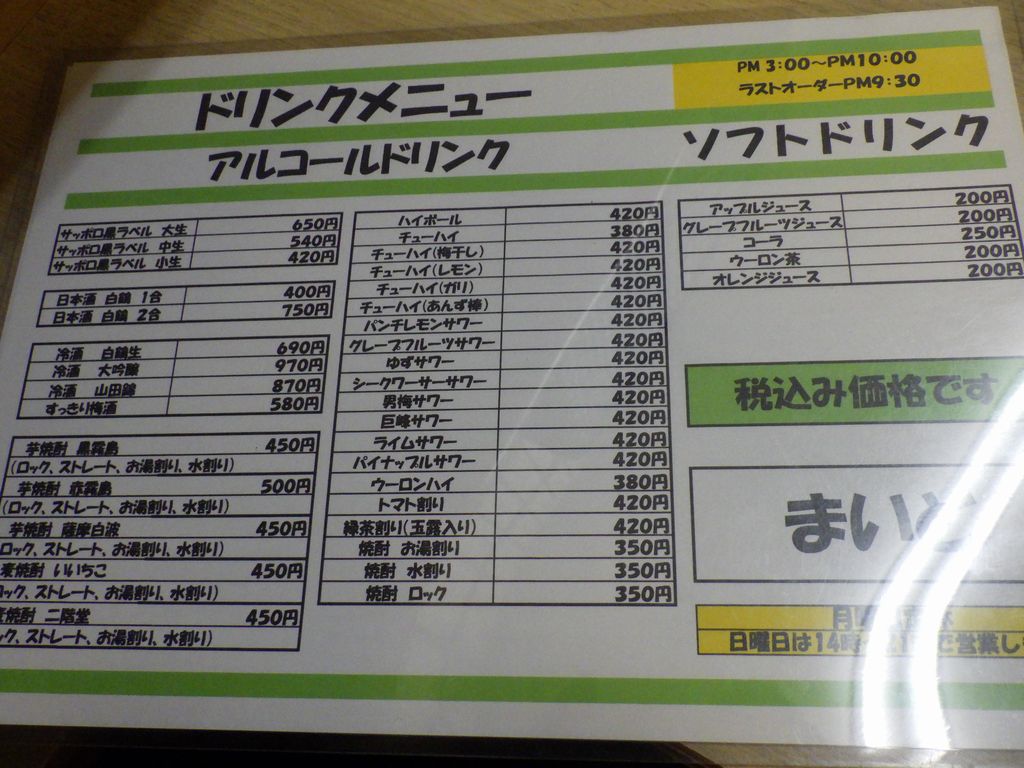 ドリンクメニュー
PM 3:00～PM10:00
ラストオーダーPM9:30
アルコールドリンク
サッポロ黒ラベル 大生 650円
サッポロ黒ラベル 中生 540円
サッポロ黒ラベル 小生 420円
日本酒 白鶴 1合 400円
日本酒 白鶴 2合 750円
冷酒 白鶴生 690円
冷酒 大吟醸 970円
冷酒 山田錦 870円
すっきり梅酒 580円
芋焼酎 黒霧島 450円
(ロック、ストレート、お湯割り、水割り)
芋焼酎 赤霧島 500円
(ロック、ストレート、お湯割り、水割り)
芋焼酎 薩摩白波 450円
ロック、ストレート、お湯割り、水割り)
麦焼酎 いいちこ 450円
ロック、ストレート、お湯割り、水割り)
麦焼酎 二階堂 450円
ック、ストレート、お湯割り、水割り)
ハイボール 420円
チューハイ 380円
チューハイ(梅干し) 420円
チューハイ(レモン) 420円
チューハイ(ガリ) 420円
チューハイ(あんず棒) 420円
パンチレモンサワー 420円
グレープフルーツサワー 420円
ゆずサワー 420円
シークワーサーサワー 420円
男梅サワー 420円
巨峰サワー 420円
ライムサワー 420円
パイナップルサワー 420円
ウーロンハイ 380円
トマト割り 420円
緑茶割り(玉露入り) 420円
焼酎 お湯割り 350円
焼酎 水割り 350円
焼酎 ロック 350円
ソフトドリンク
アップルジュース 200円
グレープフルーツジュース 200円
コーラ 250円
ウーロン茶 200円
オレンジジュース 200円
税込み価格です
まいど
日曜日は14時
で営業し